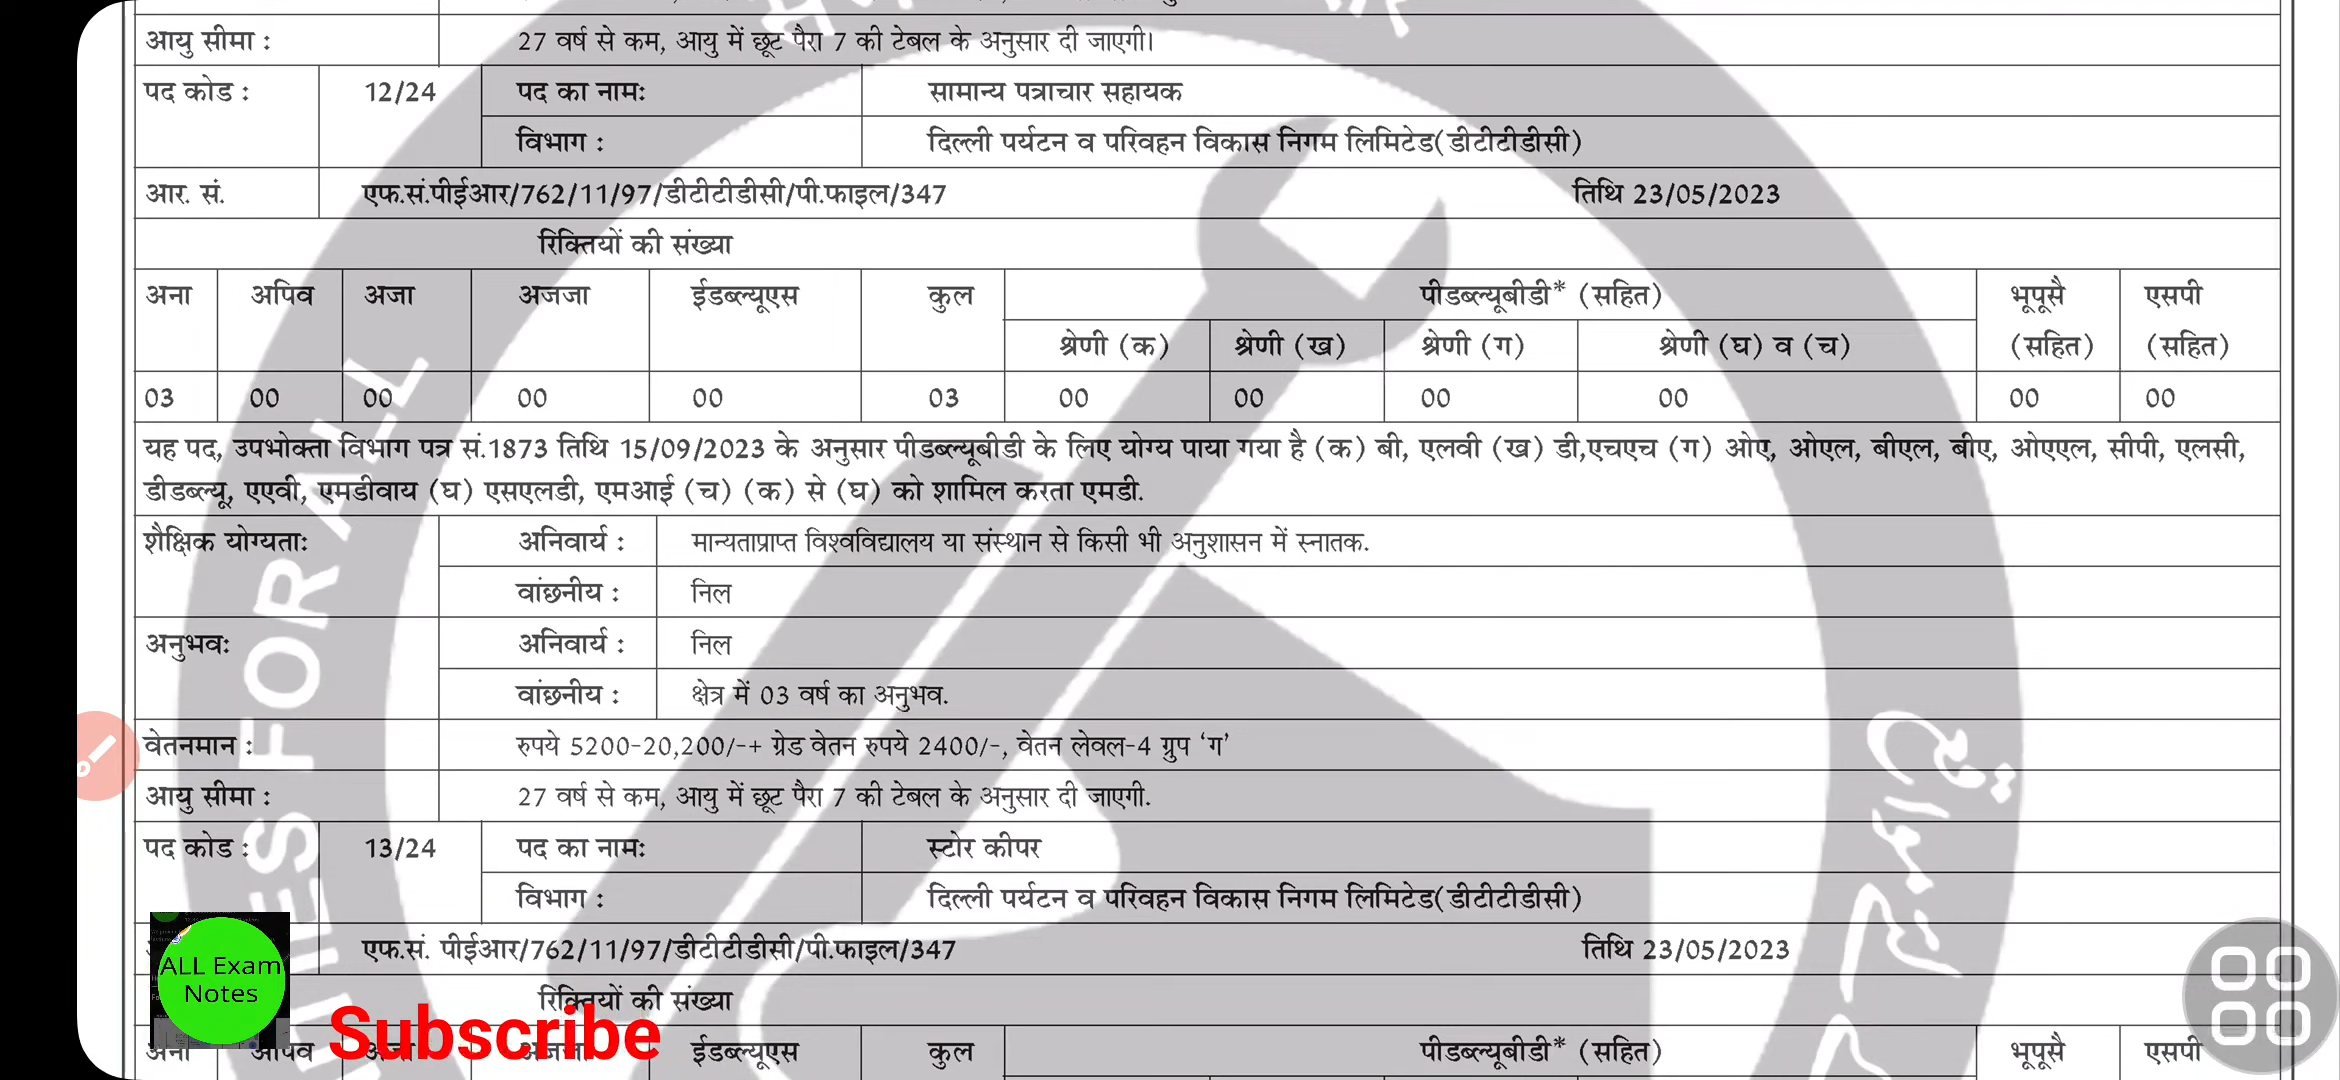 आयु सीमा : 27 वर्ष से कम, आयु में छूट पैरा 7 की टेबल के अनुसार दी जाएगी।
पद कोड : 12/24 पद का नामः सामान्य पत्राचार सहायक
विभाग : दिल्ली पर्यटन व परिवहन विकास निगम लिमिटेड(डीटीटीडीसी)
आर. सं. एफ.सं.पीईआर/762/11/97/डीटीटीडीसी/पी.फाइल/347 तिथि 23/05/2023
रिक्तियों की संख्या
अना अपिव अजा अजजा ईडब्ल्यूएस कुल पीडब्ल्यूबीडी* (सहित) भूपूसै एसपी
श्रेणी (क) श्रेणी (ख) श्रेणी (ग) श्रेणी (घ) व (च) (सहित) (सहित)
03 00 00 00 00 03 00 00 00 00 00 00
यह पद, उपभोक्ता विभाग पत्र सं.1873 तिथि 15/09/2023 के अनुसार पीडब्ल्यूबीडी के लिए योग्य पाया गया है (क) बी, एलवी (ख) डी,एचएच (ग) ओए, ओएल, बीएल, बीए, ओएएल, सीपी, एलसी,
डीडब्ल्यू, एएवी, एमडीवाय (घ) एसएलडी, एमआई (च) (क) से (घ) को शामिल करता एमडी.
शैक्षिक योग्यताः अनिवार्य : मान्यताप्राप्त विश्वविद्यालय या संस्थान से किसी भी अनुशासन में स्नातक.
वांछनीय : निल
अनुभवः अनिवार्य : निल
वांछनीय : क्षेत्र में 03 वर्ष का अनुभव.
वेतनमान : रुपये 5200-20,200/-+ ग्रेड वेतन रुपये 2400/-, वेतन लेवल-4 ग्रुप ‘ग’
आयु सीमा : 27 वर्ष से कम, आयु में छूट पैरा 7 की टेबल के अनुसार दी जाएगी.
पद कोड : 13/24 पद का नामः स्टोर कीपर
विभाग : दिल्ली पर्यटन व परिवहन विकास निगम लिमिटेड(डीटीटीडीसी)
एफ.सं. पीईआर/762/11/97/डीटीटीडीसी/पी.फाइल/347 तिथि 23/05/2023
रिक्तियों की संख्या
अना अपिव अजा अजजा ईडब्ल्यूएस कुल पीडब्ल्यूबीडी* (सहित) भूपूसै एसपी
ALL Exam
Notes
Subscribe
FOR ALL